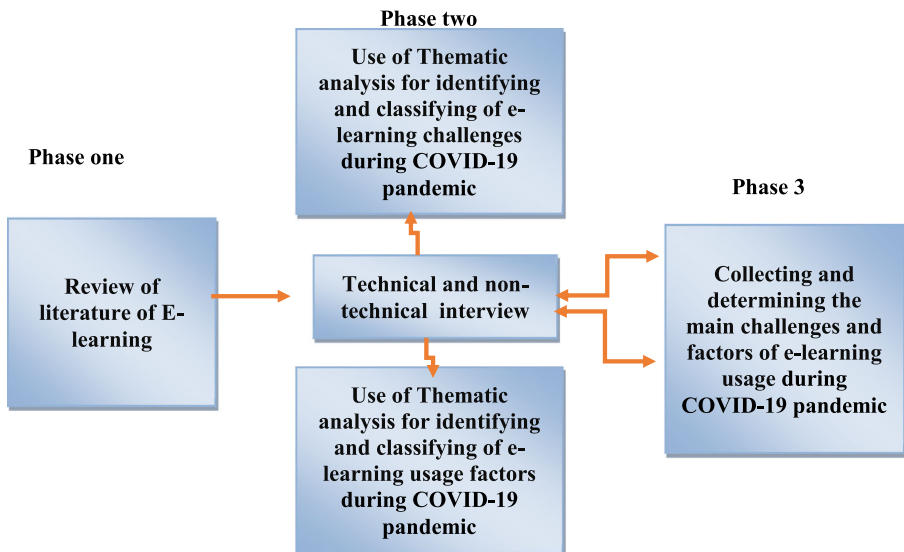 Phase one
Review of
literature of E-
learning
Phase two
Use of Thematic
analysis for identifying
and classifying of e-
learning challenges
during COVID-19
pandemic
Technical and non-
technical interview
Use of Thematic
analysis for identifying
and classifying of e-
learning usage factors
during COVID-19
pandemic
Phase 3
Collecting and
determining the
main challenges and
factors of e-learning
usage during
COVID-19 pandemic